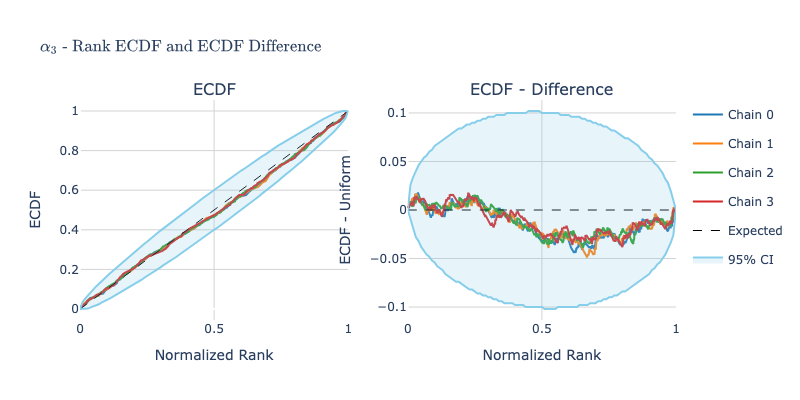 α₃ - Rank ECDF and ECDF Difference
ECDF
ECDF
1
0.8
0.6
0.4
0.2
0
0
0.5
1
Normalized Rank
ECDF - Difference
ECDF - Uniform
0.1
0.05
0
−0.05
−0.1
0
0.5
1
Normalized Rank
Chain 0
Chain 1
Chain 2
Chain 3
Expected
95% CI